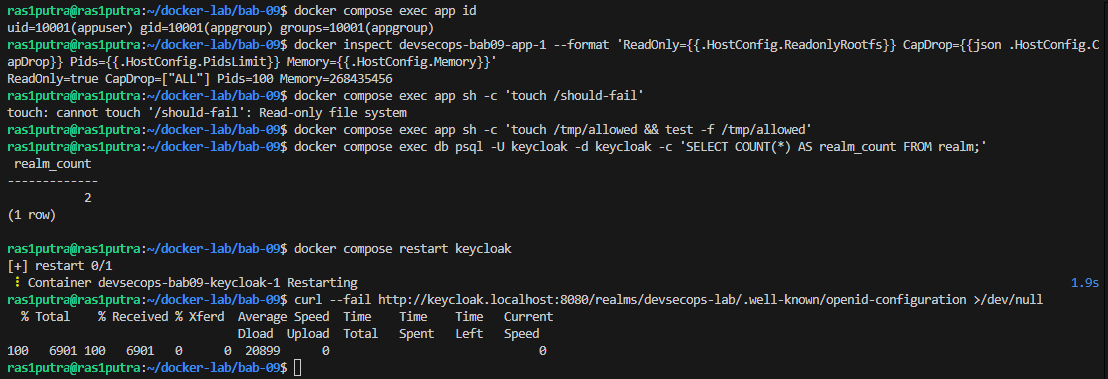 ras1putra@ras1putra:~/docker-lab/bab-09$ docker compose exec app id
uid=10001(appuser) gid=10001(appgroup) groups=10001(appgroup)
ras1putra@ras1putra:~/docker-lab/bab-09$ docker inspect devsecops-bab09-app-1 --format 'ReadOnly={{.HostConfig.ReadonlyRootfs}} CapDrop={{json .HostConfig.C
apDrop}} Pids={{.HostConfig.PidsLimit}} Memory={{.HostConfig.Memory}}'
ReadOnly=true CapDrop=["ALL"] Pids=100 Memory=268435456
ras1putra@ras1putra:~/docker-lab/bab-09$ docker compose exec app sh -c 'touch /should-fail'
touch: cannot touch '/should-fail': Read-only file system
ras1putra@ras1putra:~/docker-lab/bab-09$ docker compose exec app sh -c 'touch /tmp/allowed && test -f /tmp/allowed'
ras1putra@ras1putra:~/docker-lab/bab-09$ docker compose exec db psql -U keycloak -d keycloak -c 'SELECT COUNT(*) AS realm_count FROM realm;'
 realm_count
-------------
           2
(1 row)

ras1putra@ras1putra:~/docker-lab/bab-09$ docker compose restart keycloak
[+] restart 0/1
 ⠇ Container devsecops-bab09-keycloak-1 Restarting 1.9s
ras1putra@ras1putra:~/docker-lab/bab-09$ curl --fail http://keycloak.localhost:8080/realms/devsecops-lab/.well-known/openid-configuration >/dev/null
  % Total    % Received % Xferd  Average Speed  Time    Time    Time   Current
                                 Dload  Upload  Total   Spent   Left   Speed
100   6901 100   6901   0      0  20899      0                              0
ras1putra@ras1putra:~/docker-lab/bab-09$